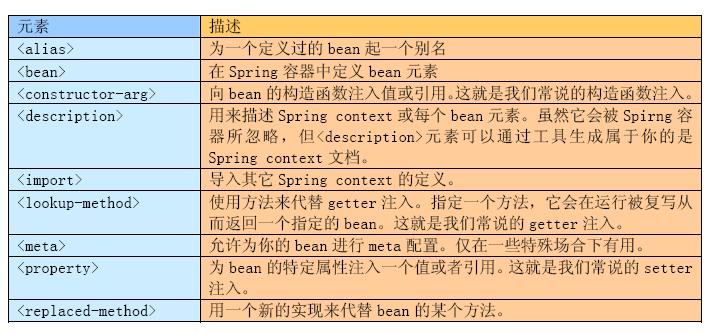 元素 描述
<alias> 为一个定义过的 bean 起一个别名
<bean> 在 Spring 容器中定义 bean 元素
<constructor-arg> 向 bean 的构造函数注入值或引用。这就是我们常说的构造函数注入。
<description> 用来描述 Spring context 或每个 bean 元素。虽然它会被 Spirng 容
器所忽略，但<description>元素可以通过工具生成属于你的是
Spring context 文档。
<import> 导入其它 Spring context 的定义。
<lookup-method> 使用方法来代替 getter 注入。指定一个方法，它会在运行被复写从
而返回一个指定的 bean。这就是我们常说的 getter 注入。
<meta> 允许为你的 bean 进行 meta 配置。仅在一些特殊场合下有用。
<property> 为 bean 的特定属性注入一个值或者引用。这就是我们常说的 setter
注入。
<replaced-method> 用一个新的实现来代替 bean 的某个方法。